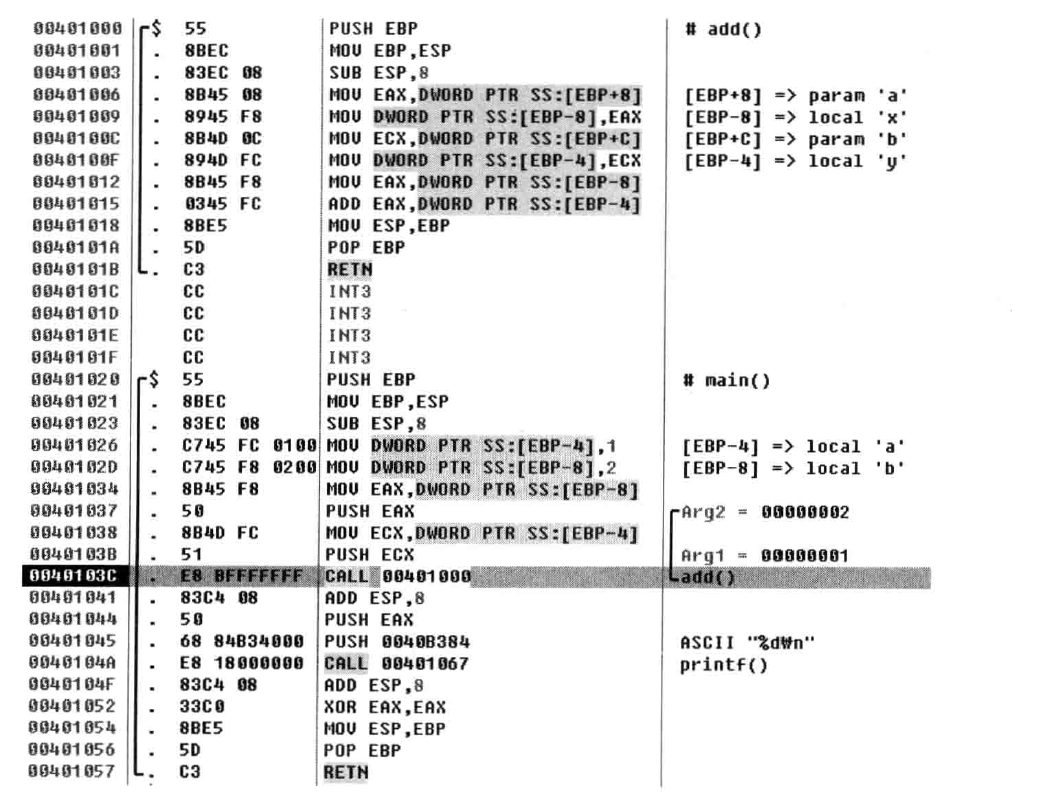 00401000 $ 55 PUSH EBP # add()
00401001 . 8BEC MOV EBP,ESP
00401003 . 83EC 08 SUB ESP,8
00401006 . 8B45 08 MOV EAX,DWORD PTR SS:[EBP+8] [EBP+8] => param 'a'
00401009 . 8945 F8 MOV DWORD PTR SS:[EBP-8],EAX [EBP-8] => local 'x'
0040100C . 8B4D 0C MOV ECX,DWORD PTR SS:[EBP+C] [EBP+C] => param 'b'
0040100F . 894D FC MOV DWORD PTR SS:[EBP-4],ECX [EBP-4] => local 'y'
00401012 . 8B45 F8 MOV EAX,DWORD PTR SS:[EBP-8]
00401015 . 0345 FC ADD EAX,DWORD PTR SS:[EBP-4]
00401018 . 8BE5 MOV ESP,EBP
0040101A . 5D POP EBP
0040101B . C3 RETN
0040101C CC INT3
0040101D CC INT3
0040101E CC INT3
0040101F CC INT3
00401020 $ 55 PUSH EBP # main()
00401021 . 8BEC MOV EBP,ESP
00401023 . 83EC 08 SUB ESP,8
00401026 . C745 FC 0100 MOV DWORD PTR SS:[EBP-4],1 [EBP-4] => local 'a'
0040102D . C745 F8 0200 MOV DWORD PTR SS:[EBP-8],2 [EBP-8] => local 'b'
00401034 . 8B45 F8 MOV EAX,DWORD PTR SS:[EBP-8]
00401037 . 50 PUSH EAX Arg2 = 00000002
00401038 . 8B4D FC MOV ECX,DWORD PTR SS:[EBP-4]
0040103B . 51 PUSH ECX Arg1 = 00000001
0040103C . E8 BFFFFFFF CALL 00401000 add()
00401041 . 83C4 08 ADD ESP,8
00401044 . 50 PUSH EAX
00401045 . 68 84B34000 PUSH 0040B384 ASCII "%d₩n"
0040104A . E8 18000000 CALL 00401067 printf()
0040104F . 83C4 08 ADD ESP,8
00401052 . 33C0 XOR EAX,EAX
00401054 . 8BE5 MOV ESP,EBP
00401056 . 5D POP EBP
00401057 . C3 RETN